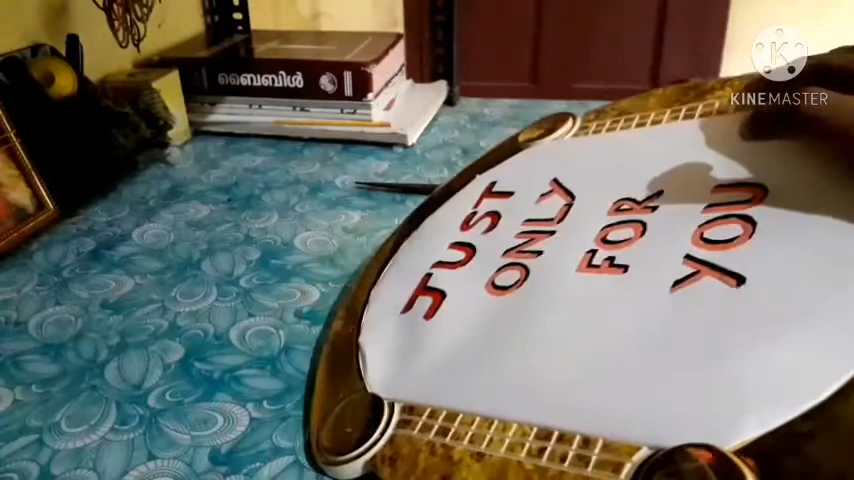 ബൈബിൾ
JUST
ONLY
FOR
YOU
K
KINEMASTER